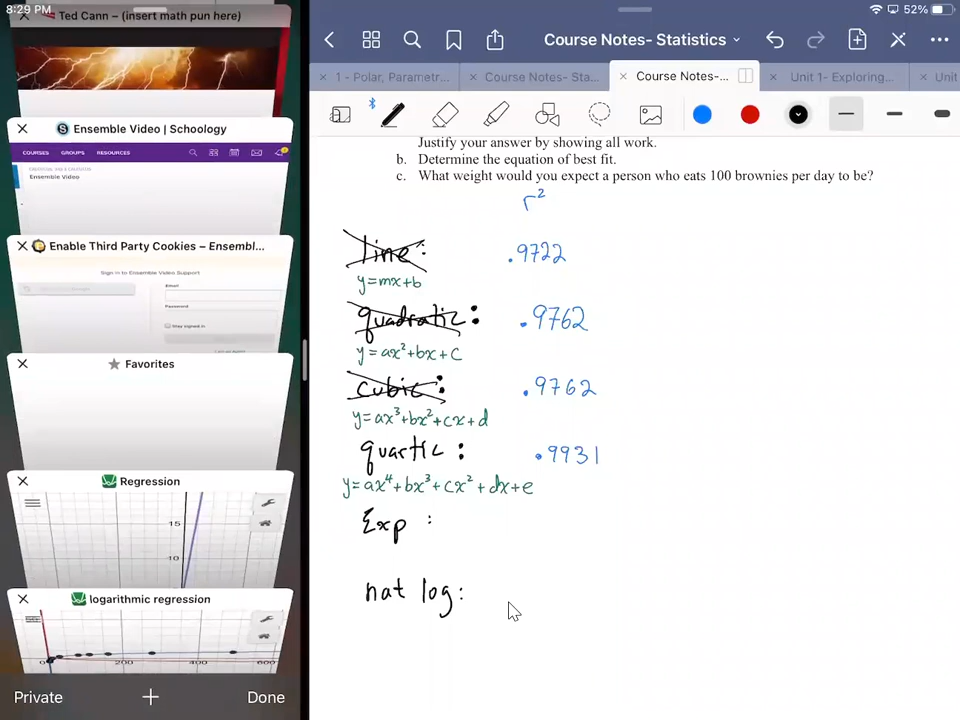 8:29 PM
Ted Cann – (insert math pun here)
Ensemble Video | Schoology
COURSES GROUPS RESOURCES
Ensemble Video
Enable Third Party Cookies – Ensembl...
Sign in to Ensemble Video Support
Email
Password
Stay signed in
Favorites
Regression
15
10
logarithmic regression
200 400 600
Private
Done
52%
Course Notes- Statistics
1 - Polar, Parametr...
Course Notes- Sta...
Course Notes-...
Unit 1- Exploring...
Unit
Justify your answer by showing all work.
b. Determine the equation of best fit.
c. What weight would you expect a person who eats 100 brownies per day to be?
r²
line: .9722
y=mx+b
quadratic: .9762
y=ax²+bx+c
cubic: .9762
y=ax³+bx²+cx+d
quartic: .9931
y=ax⁴+bx³+cx²+dx+e
Exp :
nat log: